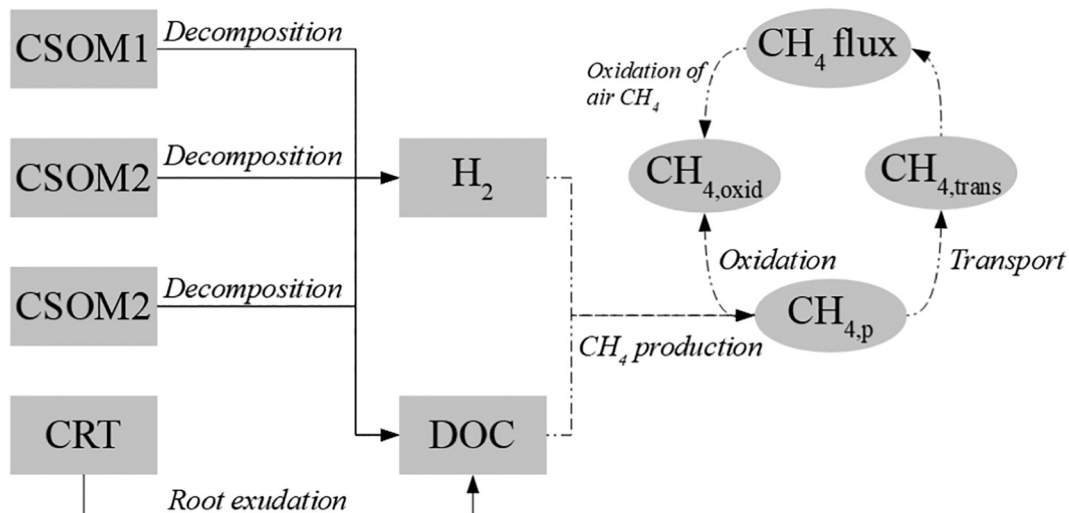 CSOM1
Decomposition
CSOM2
Decomposition
CSOM2
Decomposition
CRT
Root exudation
H₂
DOC
CH₄ production
CH₄ flux
Oxidation of
air CH₄
CH₄,oxid
CH₄,trans
Oxidation
Transport
CH₄,p